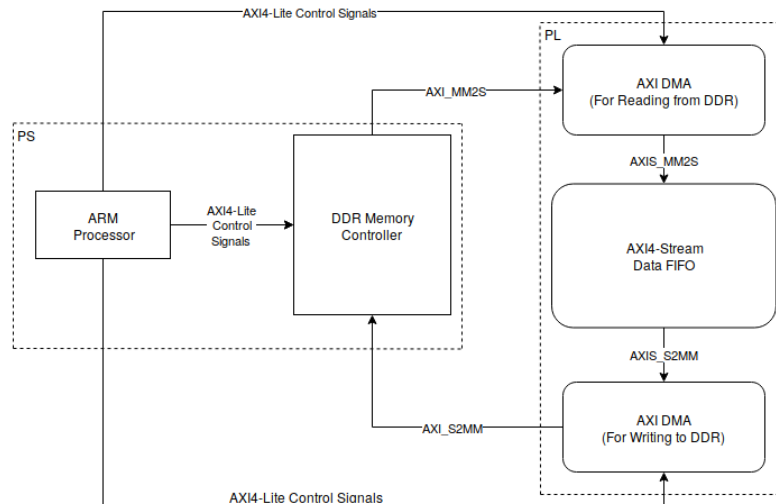 AXI4-Lite Control Signals
PL
AXI DMA
(For Reading from DDR)
AXI_MM2S
PS
AXIS_MM2S
ARM
Processor
AXI4-Lite
Control
Signals
DDR Memory
Controller
AXI4-Stream
Data FIFO
AXIS_S2MM
AXI DMA
(For Writing to DDR)
AXI_S2MM
AXI4-Lite Control Signals